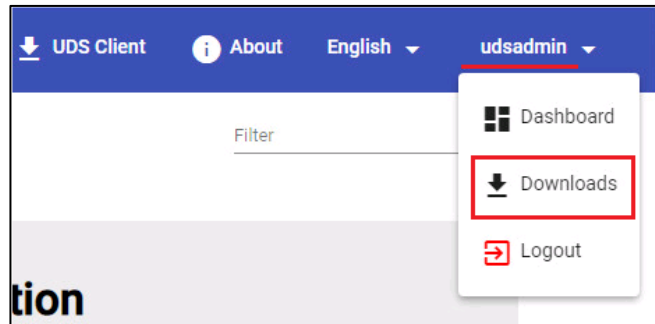 UDS Client About English udsadmin
Filter
Dashboard
Downloads
Logout
tion